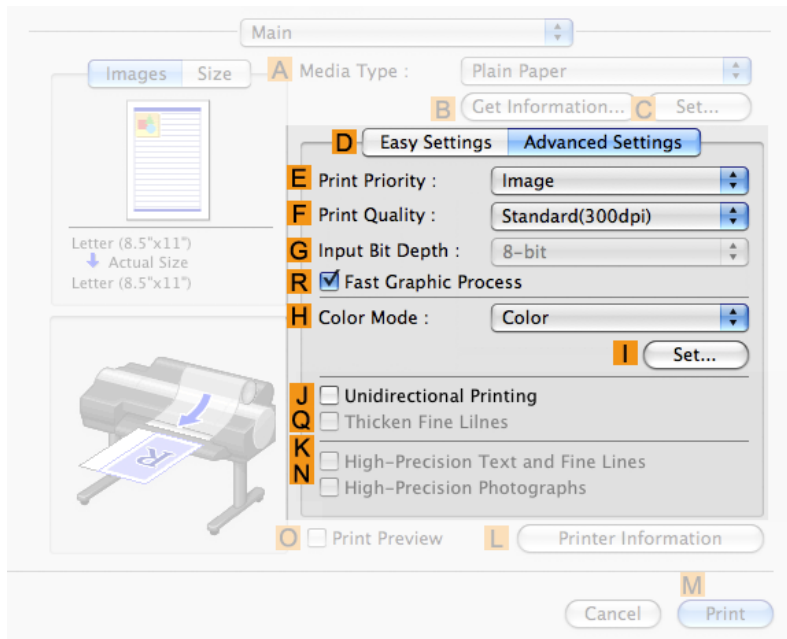 Main
Images Size
A Media Type : Plain Paper
B Get Information... C Set...
D Easy Settings Advanced Settings
E Print Priority : Image
F Print Quality : Standard(300dpi)
G Input Bit Depth : 8-bit
R Fast Graphic Process
H Color Mode : Color
I Set...
J Unidirectional Printing
Q Thicken Fine Lilnes
K High-Precision Text and Fine Lines
N High-Precision Photographs
Letter (8.5"x11")
Actual Size
Letter (8.5"x11")
R
O Print Preview L Printer Information
M
Cancel Print